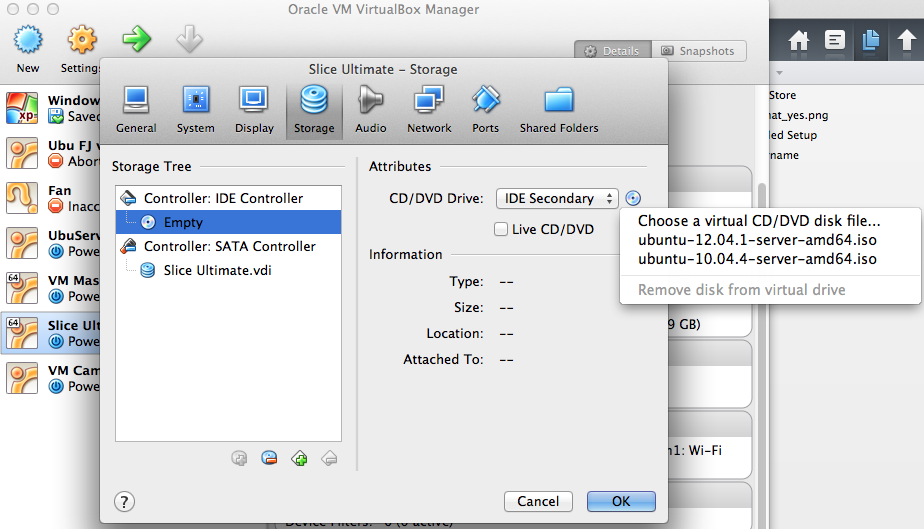 Oracle VM VirtualBox Manager
New
Settings
Details
Snapshots
Slice Ultimate – Storage
General
System
Display
Storage
Audio
Network
Ports
Shared Folders
Windows
Saved
Ubu FJ
Abor
Fan
Inacc
UbuServ
Powe
64
VM Mas
Powe
64
Slice Ult
Powe
VM Cam
Powe
Storage Tree
Controller: IDE Controller
Empty
Controller: SATA Controller
Slice Ultimate.vdi
Attributes
CD/DVD Drive:
IDE Secondary
Live CD/DVD
Information
Type: --
Size: --
Location: --
Attached To: --
Choose a virtual CD/DVD disk file...
ubuntu-12.04.1-server-amd64.iso
ubuntu-10.04.4-server-amd64.iso
Remove disk from virtual drive
9 GB)
n1: Wi-Fi
?
Cancel
OK
Device Filters: 0 (0 active)
Store
hat_yes.png
led Setup
rname